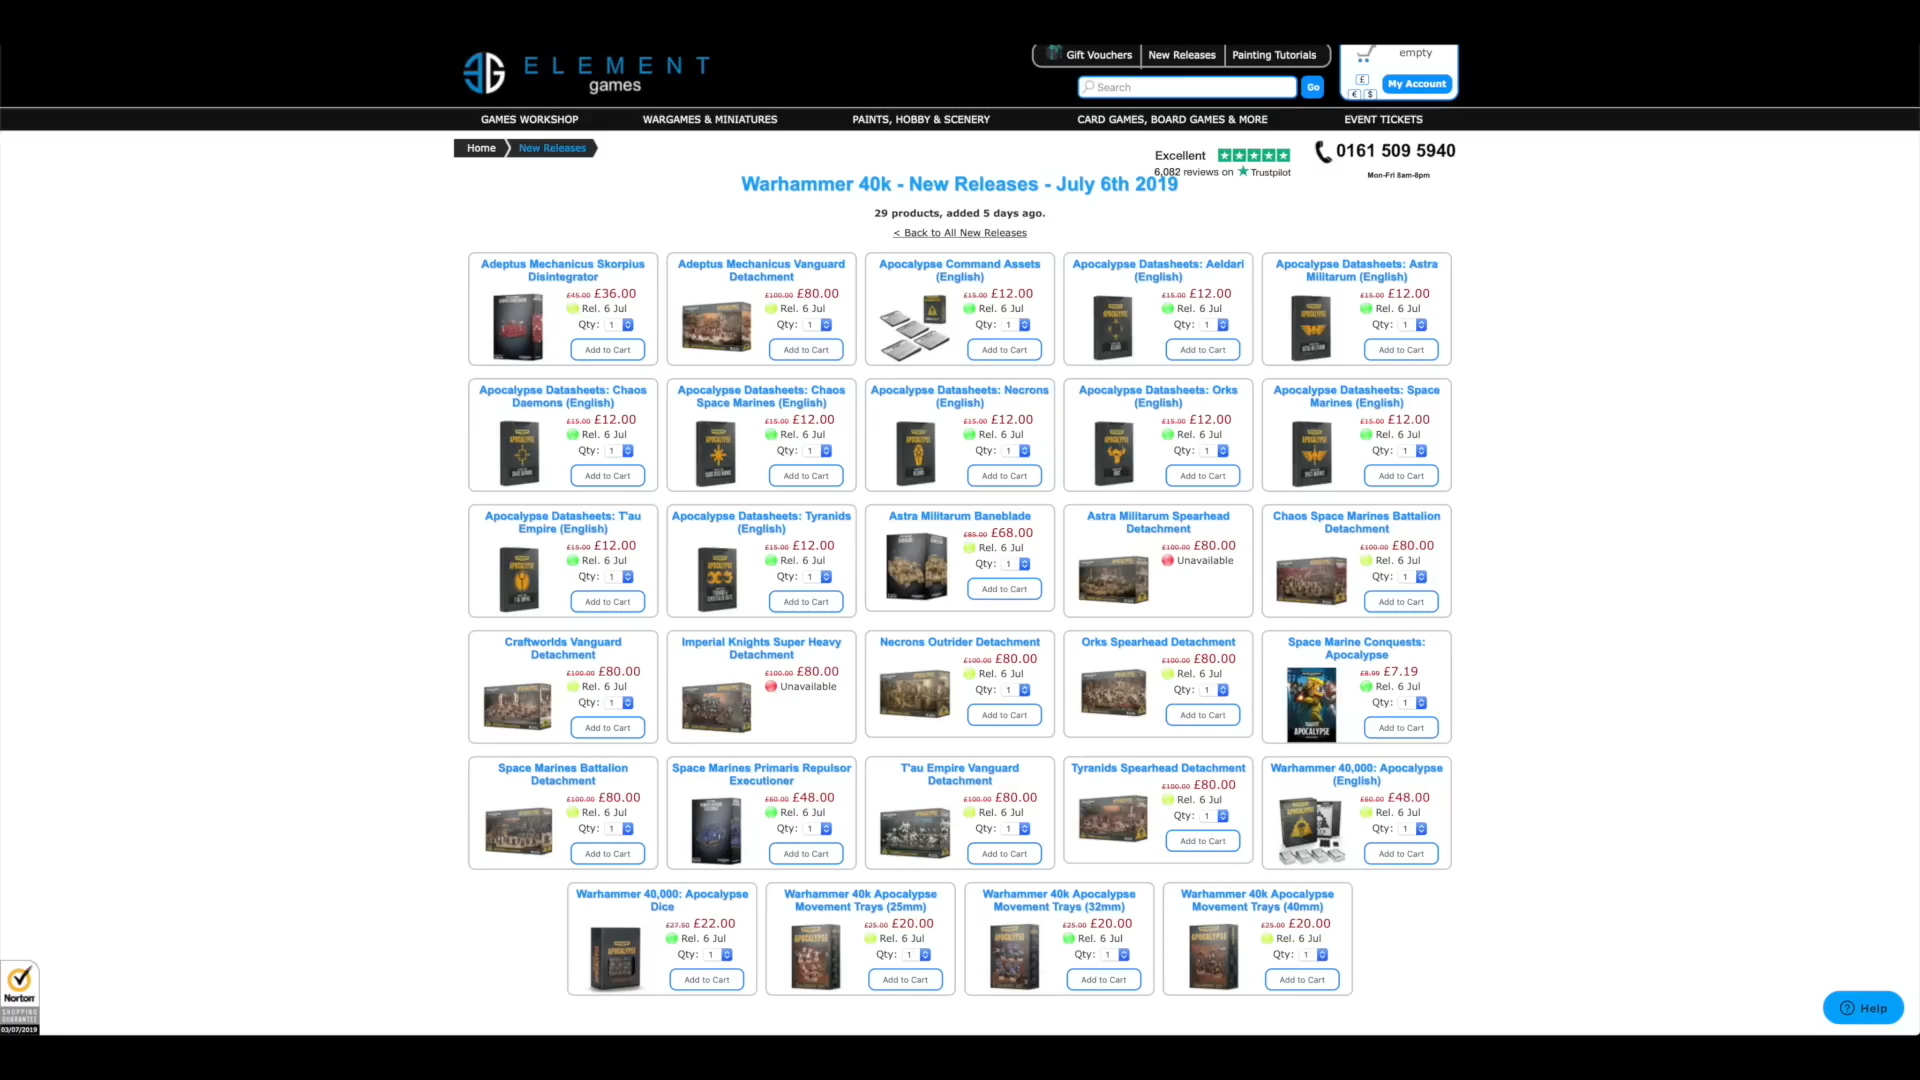 ELEMENT
games
Gift Vouchers
New Releases
Painting Tutorials
empty
Search
Go
£
€ $
My Account
GAMES WORKSHOP
WARGAMES & MINIATURES
PAINTS, HOBBY & SCENERY
CARD GAMES, BOARD GAMES & MORE
EVENT TICKETS
Home
New Releases
Excellent
6,082 reviews on Trustpilot
0161 509 5940
Mon-Fri 8am-8pm
Warhammer 40k - New Releases - July 6th 2019
29 products, added 5 days ago.
< Back to All New Releases
Adeptus Mechanicus Skorpius
Disintegrator
£45.00 £36.00
Rel. 6 Jul
Qty: 1
Add to Cart
Adeptus Mechanicus Vanguard
Detachment
£100.00 £80.00
Rel. 6 Jul
Qty: 1
Add to Cart
Apocalypse Command Assets
(English)
£15.00 £12.00
Rel. 6 Jul
Qty: 1
Add to Cart
Apocalypse Datasheets: Aeldari
(English)
£15.00 £12.00
Rel. 6 Jul
Qty: 1
Add to Cart
Apocalypse Datasheets: Astra
Militarum (English)
£15.00 £12.00
Rel. 6 Jul
Qty: 1
Add to Cart
Apocalypse Datasheets: Chaos
Daemons (English)
£15.00 £12.00
Rel. 6 Jul
Qty: 1
Add to Cart
Apocalypse Datasheets: Chaos
Space Marines (English)
£15.00 £12.00
Rel. 6 Jul
Qty: 1
Add to Cart
Apocalypse Datasheets: Necrons
(English)
£15.00 £12.00
Rel. 6 Jul
Qty: 1
Add to Cart
Apocalypse Datasheets: Orks
(English)
£15.00 £12.00
Rel. 6 Jul
Qty: 1
Add to Cart
Apocalypse Datasheets: Space
Marines (English)
£15.00 £12.00
Rel. 6 Jul
Qty: 1
Add to Cart
Apocalypse Datasheets: T'au
Empire (English)
£15.00 £12.00
Rel. 6 Jul
Qty: 1
Add to Cart
Apocalypse Datasheets: Tyranids
(English)
£15.00 £12.00
Rel. 6 Jul
Qty: 1
Add to Cart
Astra Militarum Baneblade
£85.00 £68.00
Rel. 6 Jul
Qty: 1
Add to Cart
Astra Militarum Spearhead
Detachment
£100.00 £80.00
Unavailable
Chaos Space Marines Battalion
Detachment
£100.00 £80.00
Rel. 6 Jul
Qty: 1
Add to Cart
Craftworlds Vanguard
Detachment
£100.00 £80.00
Rel. 6 Jul
Qty: 1
Add to Cart
Imperial Knights Super Heavy
Detachment
£100.00 £80.00
Unavailable
Necrons Outrider Detachment
£100.00 £80.00
Rel. 6 Jul
Qty: 1
Add to Cart
Orks Spearhead Detachment
£100.00 £80.00
Rel. 6 Jul
Qty: 1
Add to Cart
Space Marine Conquests:
Apocalypse
£8.99 £7.19
Rel. 6 Jul
Qty: 1
Add to Cart
APOCALYPSE
Space Marines Battalion
Detachment
£100.00 £80.00
Rel. 6 Jul
Qty: 1
Add to Cart
Space Marines Primaris Repulsor
Executioner
£60.00 £48.00
Rel. 6 Jul
Qty: 1
Add to Cart
T'au Empire Vanguard
Detachment
£100.00 £80.00
Rel. 6 Jul
Qty: 1
Add to Cart
Tyranids Spearhead Detachment
£100.00 £80.00
Rel. 6 Jul
Qty: 1
Add to Cart
Warhammer 40,000: Apocalypse
(English)
£60.00 £48.00
Rel. 6 Jul
Qty: 1
Add to Cart
Warhammer 40,000: Apocalypse
Dice
£27.50 £22.00
Rel. 6 Jul
Qty: 1
Add to Cart
Warhammer 40k Apocalypse
Movement Trays (25mm)
£25.00 £20.00
Rel. 6 Jul
Qty: 1
Add to Cart
Warhammer 40k Apocalypse
Movement Trays (32mm)
£25.00 £20.00
Rel. 6 Jul
Qty: 1
Add to Cart
Warhammer 40k Apocalypse
Movement Trays (40mm)
£25.00 £20.00
Rel. 6 Jul
Qty: 1
Add to Cart
Norton
SHOPPING
GUARANTEE
03/07/2019
Help